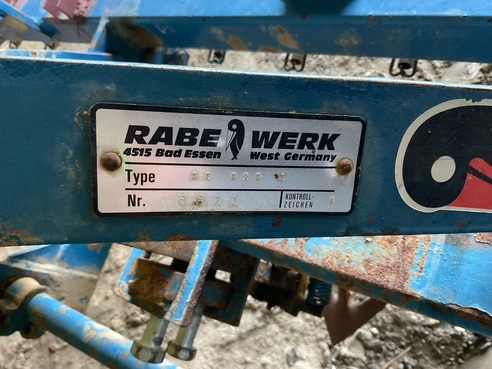 RABE WERK
4515 Bad Essen West Germany
Type
Nr. KONTROLL-
ZEICHEN